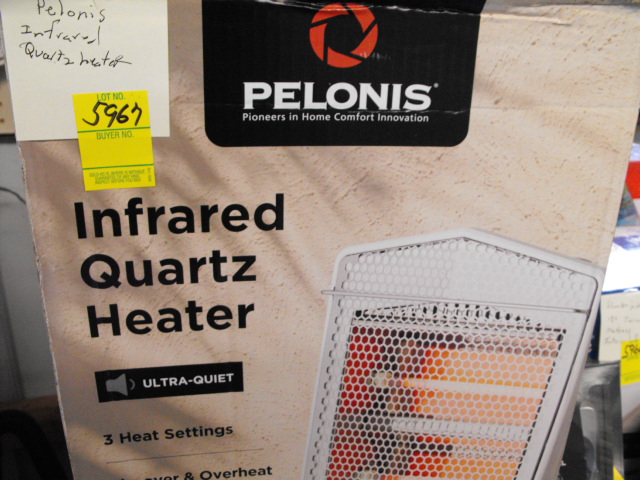 Pelonis
Infrared
Quartz heater
LOT NO.
5967
BUYER NO.
PELONIS®
Pioneers in Home Comfort Innovation
Infrared
Quartz
Heater
ULTRA-QUIET
3 Heat Settings
& Overheat